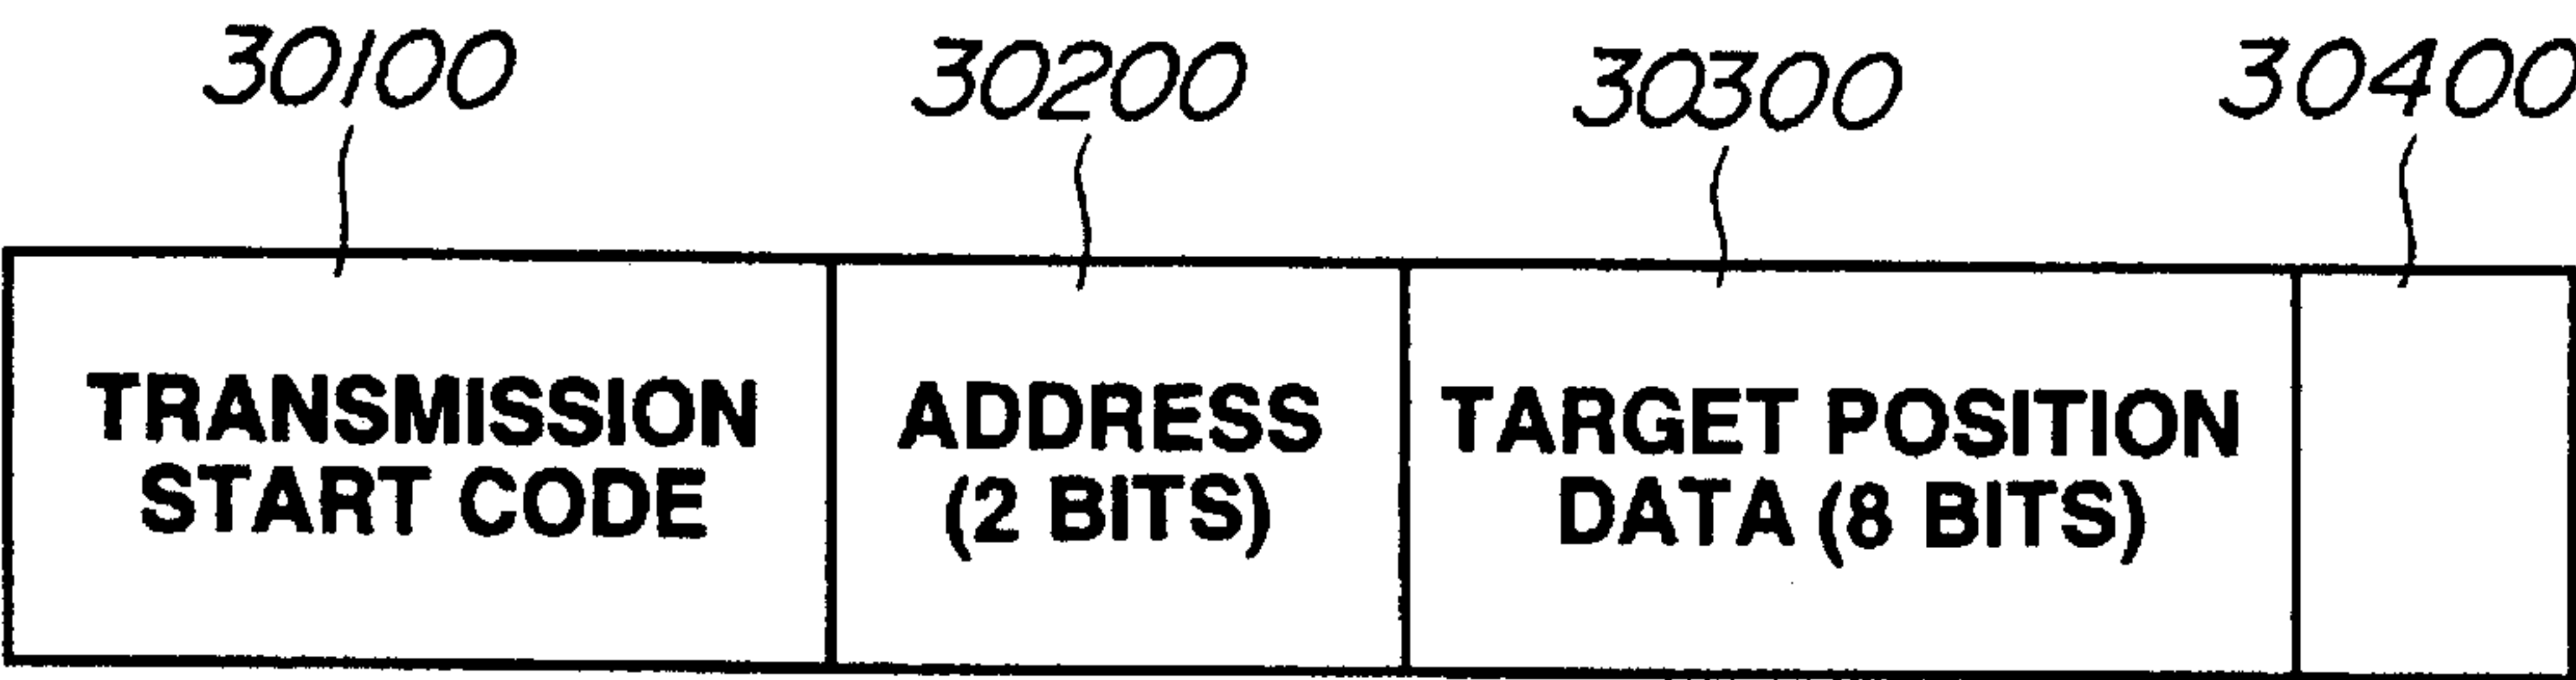 30100 30200 30300 30400
TRANSMISSION
START CODE
ADDRESS
(2 BITS)
TARGET POSITION
DATA (8 BITS)